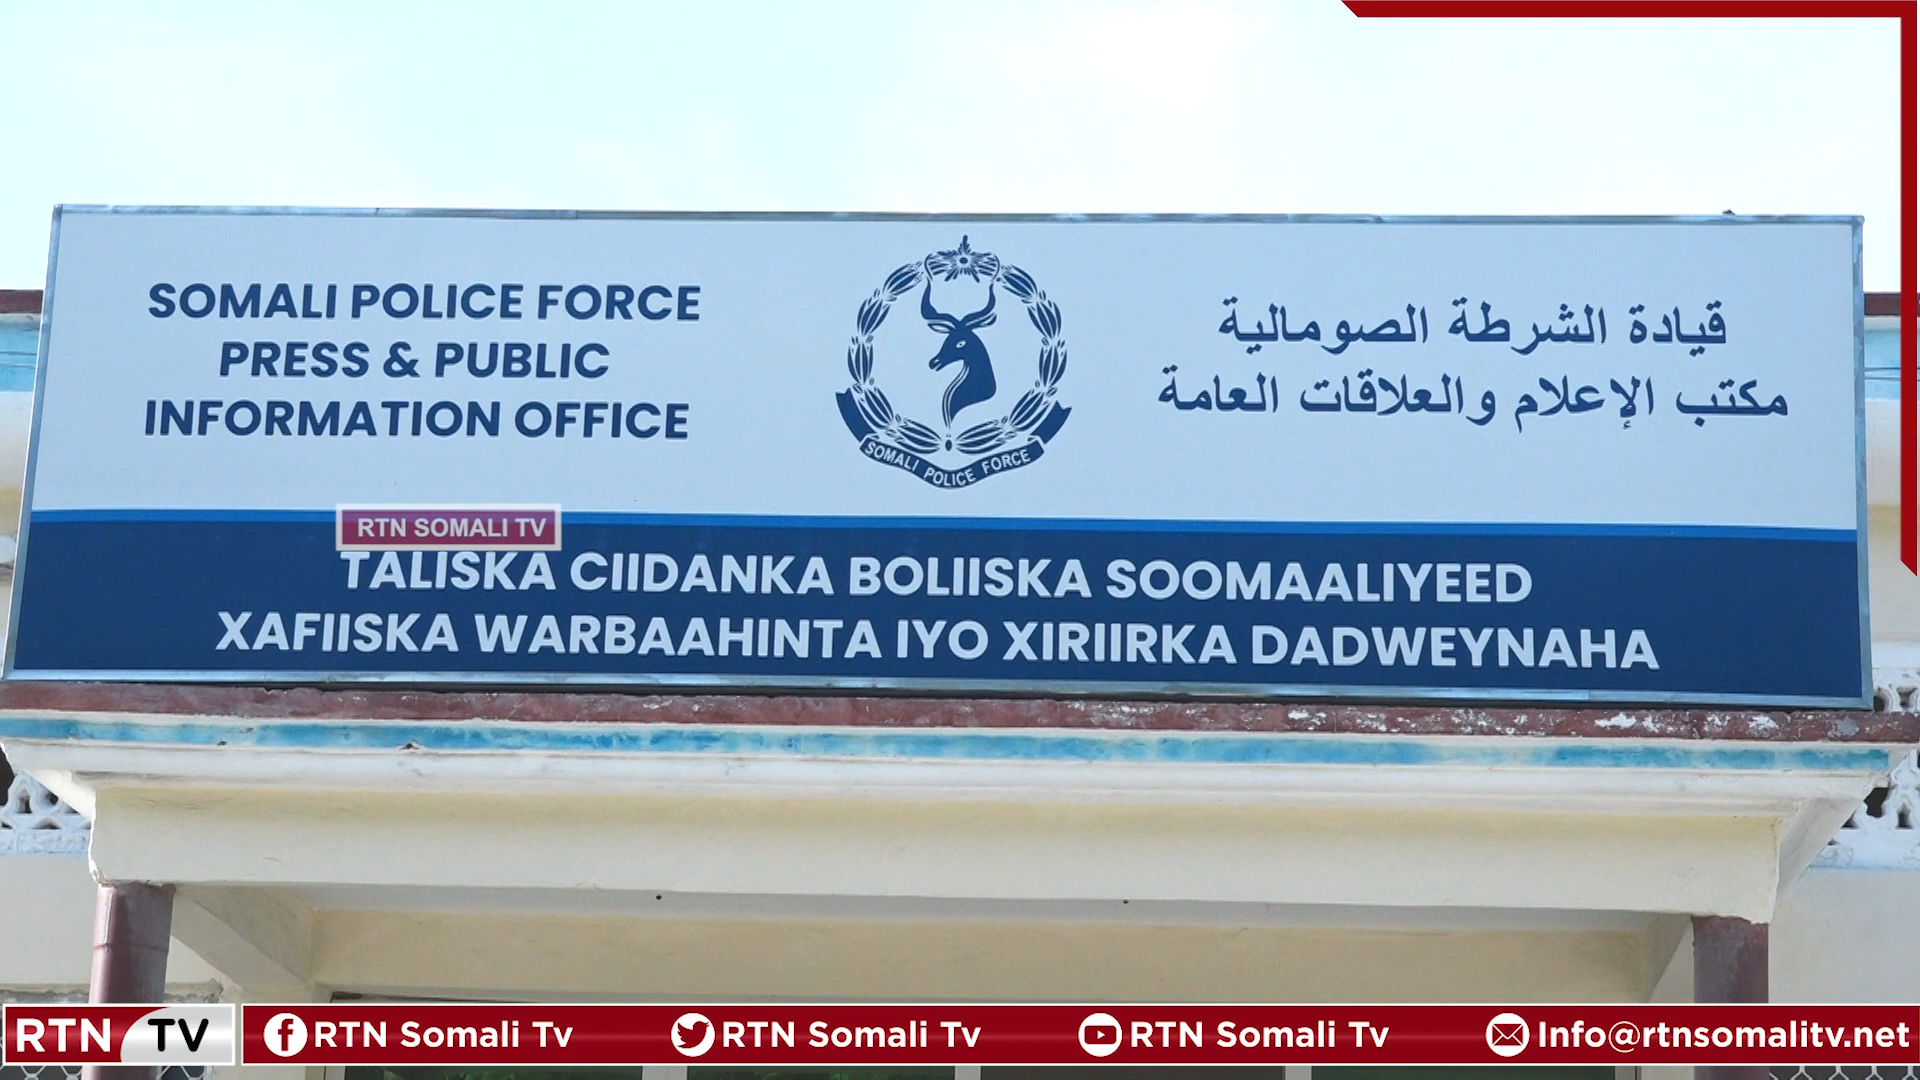 SOMALI POLICE FORCE
PRESS & PUBLIC
INFORMATION OFFICE
SOMALI POLICE FORCE
قيادة الشرطة الصومالية
مكتب الإعلام والعلاقات العامة
RTN SOMALI TV
TALISKA CIIDANKA BOLIISKA SOOMAALIYEED
XAFIISKA WARBAAHINTA IYO XIRIIRKA DADWEYNAHA
RTN TV
RTN Somali Tv
RTN Somali Tv
RTN Somali Tv
Info@rtnsomalitv.net